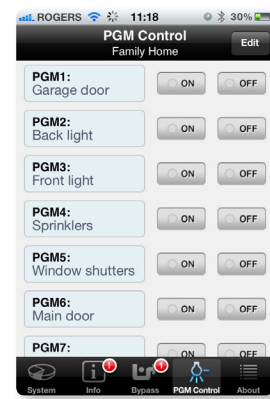 ROGERS 11:18 30%
PGM Control
Family Home
Edit
PGM1:
Garage door
ON OFF
PGM2:
Back light
ON OFF
PGM3:
Front light
ON OFF
PGM4:
Sprinklers
ON OFF
PGM5:
Window shutters
ON OFF
PGM6:
Main door
ON OFF
PGM7:
ON OFF
1 1
System Info Bypass PGM Control About